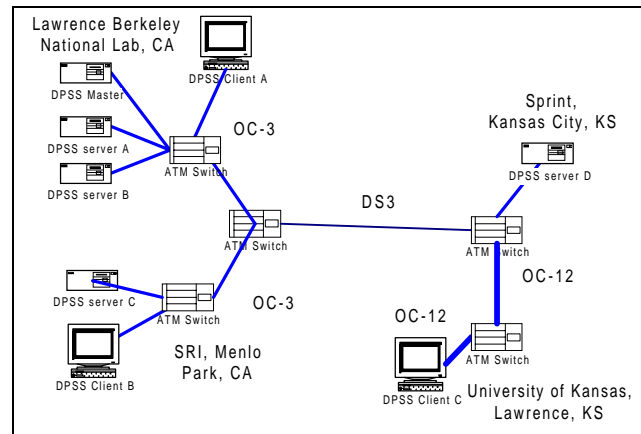 Lawrence Berkeley
National Lab, CA
DPSS Client A
DPSS Master
DPSS server A
DPSS server B
OC-3
ATM Switch
Sprint,
Kansas City, KS
DPSS server D
DS3
ATM Switch
ATM Switch
DPSS server C
OC-3
ATM Switch
OC-12
DPSS Client B
SRI, Menlo
Park, CA
OC-12
ATM Switch
DPSS Client C
University of Kansas,
Lawrence, KS